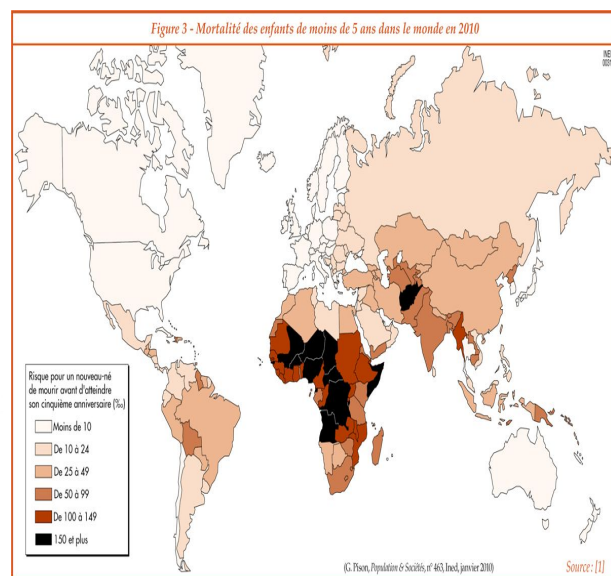 Figure 3 - Mortalité des enfants de moins de 5 ans dans le monde en 2010
INED
Risque pour un nouveau-né
de mourir avant d'atteindre
son cinquième anniversaire (‰)
Moins de 10
De 10 à 24
De 25 à 49
De 50 à 99
De 100 à 149
150 et plus
(G. Pison, Population & Sociétés, n° 463, Ined, janvier 2010)
Source : [1]